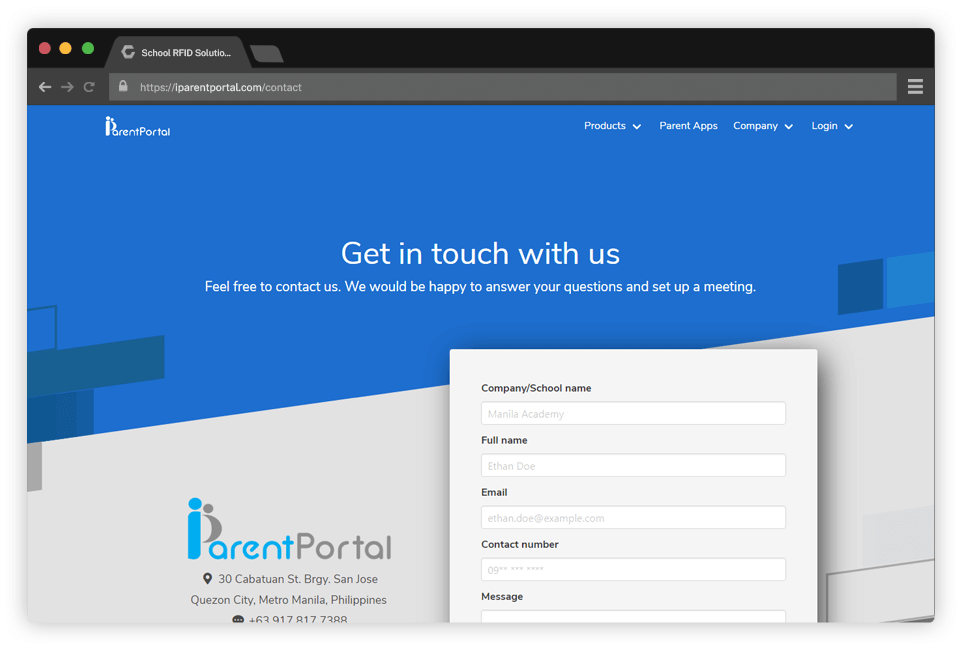 School RFID Solutio...
https://iparentportal.com/contact
iParentPortal
Products
Parent Apps
Company
Login
Get in touch with us
Feel free to contact us. We would be happy to answer your questions and set up a meeting.
Company/School name
Manila Academy
Full name
Ethan Doe
Email
ethan.doe@example.com
Contact number
09** *** ****
Message
iParentPortal
30 Cabatuan St. Brgy. San Jose
Quezon City, Metro Manila, Philippines
+63 917 817 7388